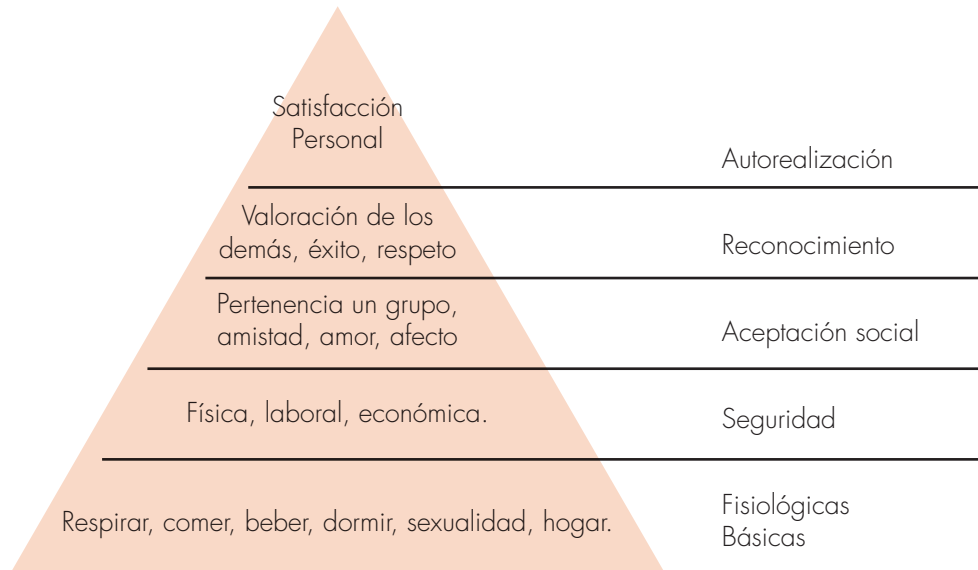 Satisfacción
Personal
Autorealización
Valoración de los
demás, éxito, respeto
Reconocimiento
Pertenencia un grupo,
amistad, amor, afecto
Aceptación social
Física, laboral, económica.
Seguridad
Respirar, comer, beber, dormir, sexualidad, hogar.
Fisiológicas
Básicas